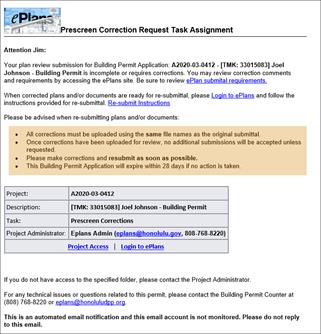 ePlans
Prescreen Correction Request Task Assignment
Attention Jim:
Your plan review submission for Building Permit Application: A2020-03-0412 - [TMK: 33015083] Joel
Johnson - Building Permit is incomplete or requires corrections. You may review correction comments
and requirements by accessing the ePlans site. Be sure to review ePlan submital requirements.
When corrected plans and/or documents are ready for re-submittal, please Login to ePlans and follow the
instructions provided for re-submittal. Re-submit Instructions
Please be advised when re-submitting plans and/or documents:
• All corrections must be uploaded using the same file names as the original submittal.
• Once corrections have been uploaded for review, no additional submissions will be accepted unless
requested.
• Please make corrections and resubmit as soon as possible.
• This Building Permit Application will expire within 28 days if no action is taken.
Project: A2020-03-0412
Description: [TMK: 33015083] Joel Johnson - Building Permit
Task: Prescreen Corrections
Project Administrator: Eplans Admin (eplans@honolulu.gov, 808-768-8220)
Project Access | Login to ePlans
If you do not have access to the specified folder, please contact the Project Administrator.
For any technical issues or questions related to this permit, please contact the Building Permit Counter at
(808) 768-8220 or eplans@honoluludpp.org.
This is an automated email notification and this email account is not monitored. Please do not reply
to this email.